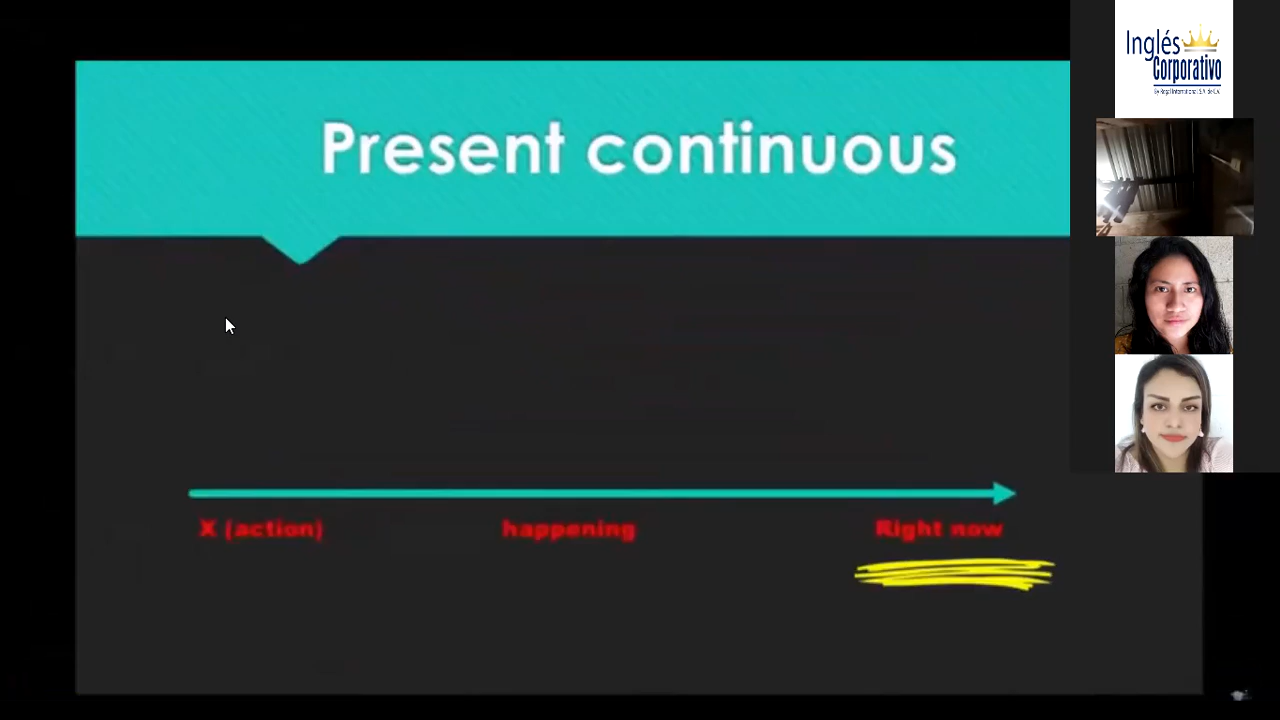 Present continuous
X (action) happening Right now
Inglés
Corporativo